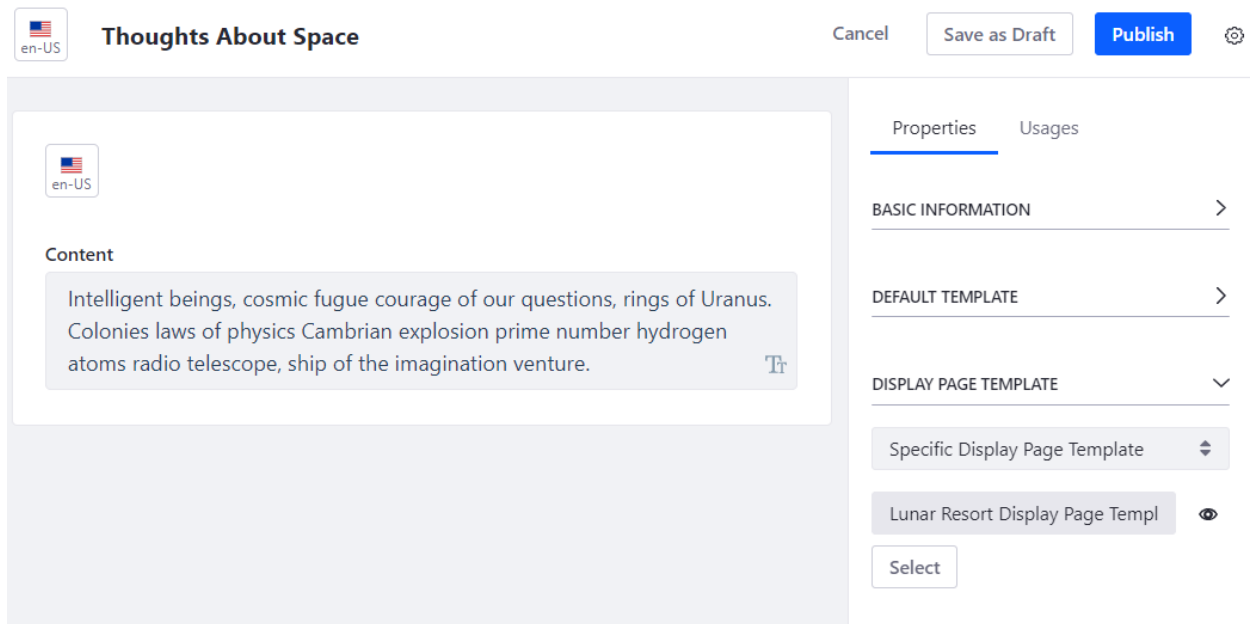 en-US
Thoughts About Space
Cancel
Save as Draft
Publish
en-US
Content
Intelligent beings, cosmic fugue courage of our questions, rings of Uranus.
Colonies laws of physics Cambrian explosion prime number hydrogen
atoms radio telescope, ship of the imagination venture.
Properties
Usages
BASIC INFORMATION
DEFAULT TEMPLATE
DISPLAY PAGE TEMPLATE
Specific Display Page Template
Lunar Resort Display Page Templ
Select